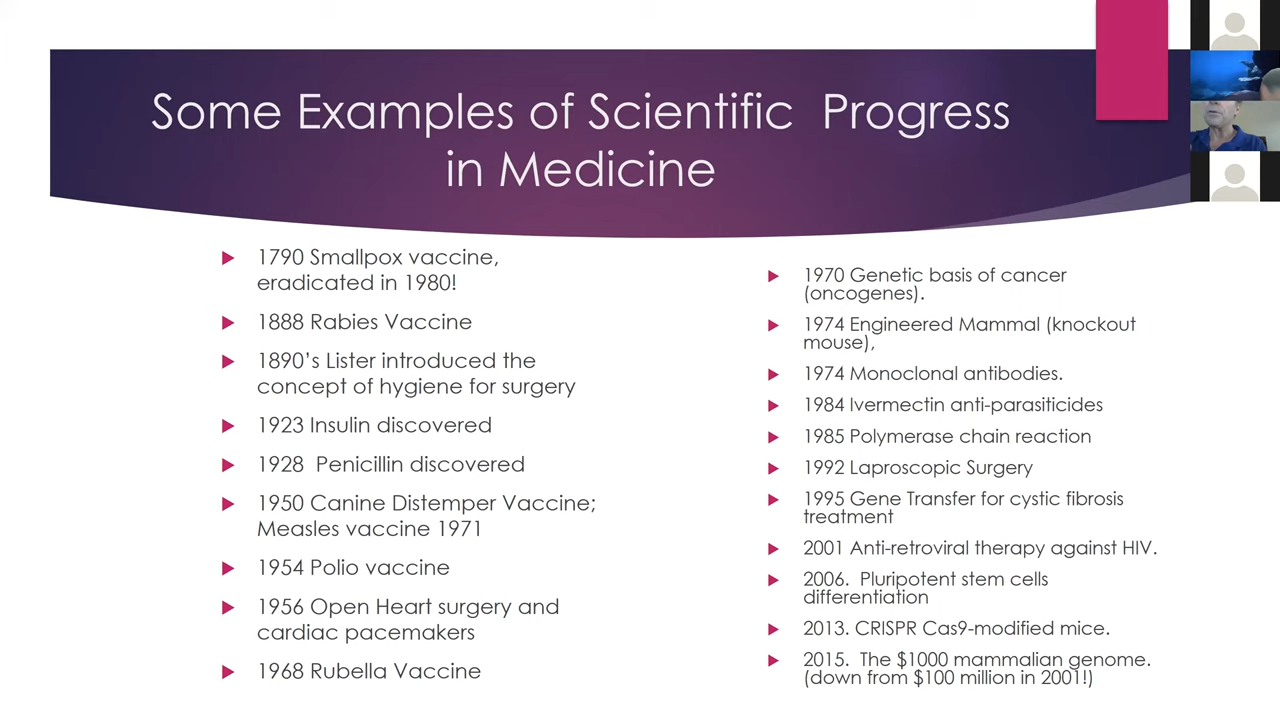 Some Examples of Scientific  Progress
in Medicine
1790 Smallpox vaccine,
eradicated in 1980!
1888 Rabies Vaccine
1890’s Lister introduced the
concept of hygiene for surgery
1923 Insulin discovered
1928  Penicillin discovered
1950 Canine Distemper Vaccine;
Measles vaccine 1971
1954 Polio vaccine
1956 Open Heart surgery and
cardiac pacemakers
1968 Rubella Vaccine
1970 Genetic basis of cancer
(oncogenes).
1974 Engineered Mammal (knockout
mouse),
1974 Monoclonal antibodies.
1984 Ivermectin anti-parasiticides
1985 Polymerase chain reaction
1992 Laproscopic Surgery
1995 Gene Transfer for cystic fibrosis
treatment
2001 Anti-retroviral therapy against HIV.
2006.  Pluripotent stem cells
differentiation
2013. CRISPR Cas9-modified mice.
2015.  The $1000 mammalian genome.
(down from $100 million in 2001!)